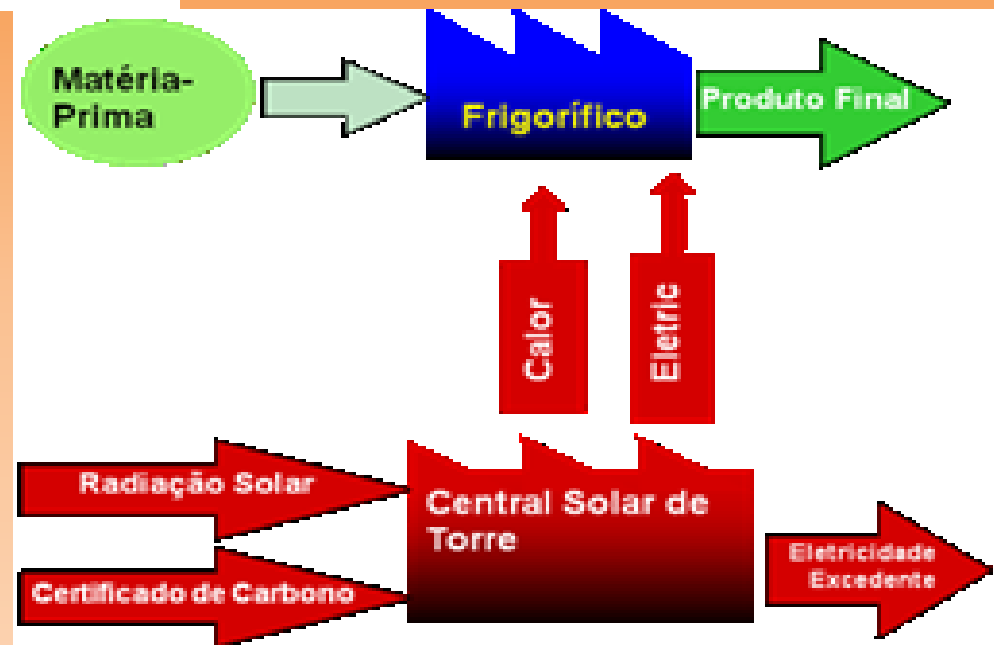 Matéria-
Prima
Frigorífico
Produto Final
Calor
Eletric
Radiação Solar
Central Solar de
Torre
Certificado de Carbono
Eletricidade
Excedente